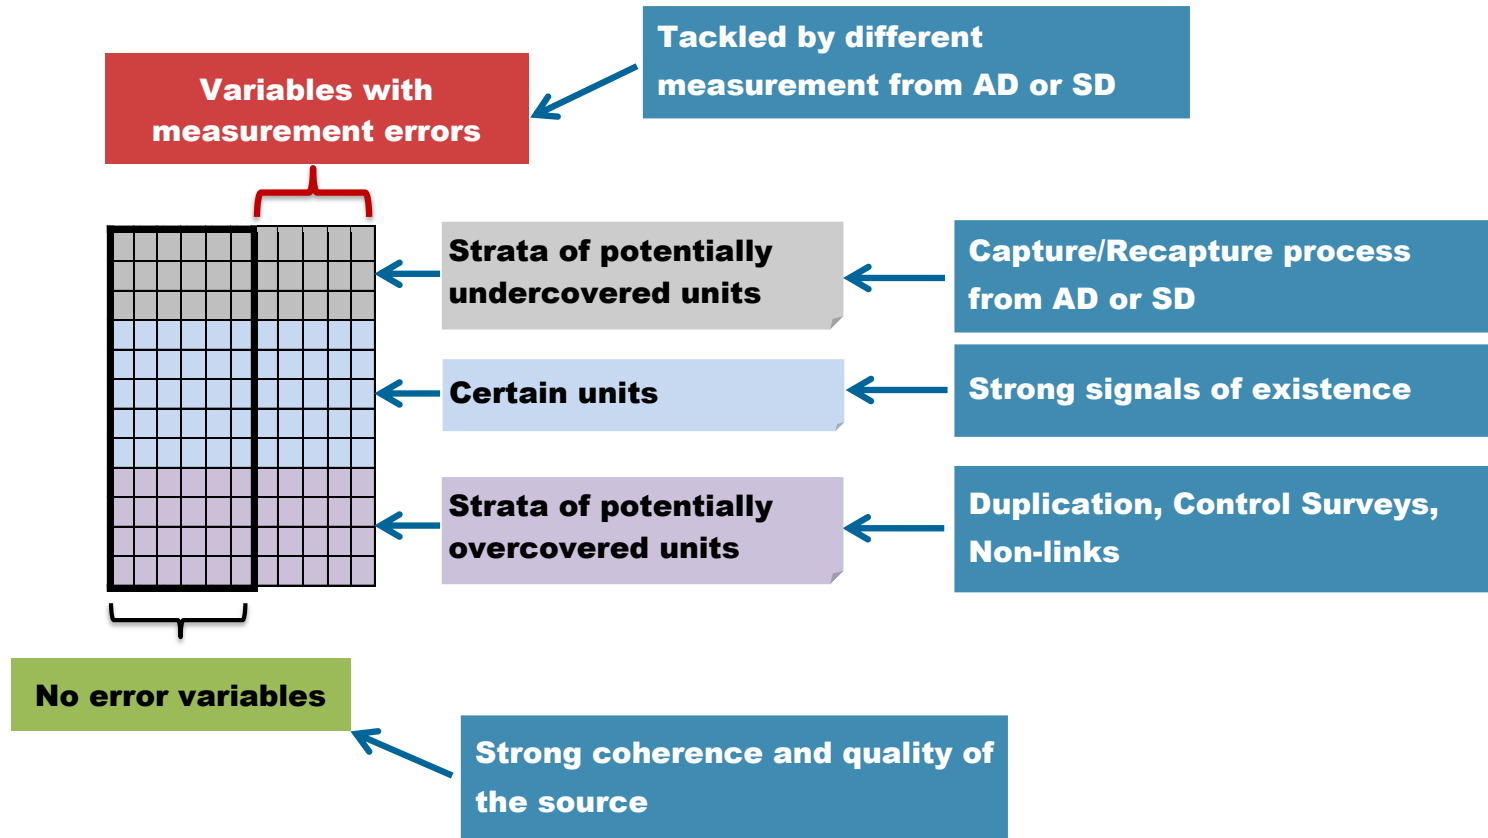 Tackled by different
measurement from AD or SD
Variables with
measurement errors
Strata of potentially
undercovered units
Capture/Recapture process
from AD or SD
Certain units
Strong signals of existence
Strata of potentially
overcovered units
Duplication, Control Surveys,
Non-links
No error variables
Strong coherence and quality of
the source